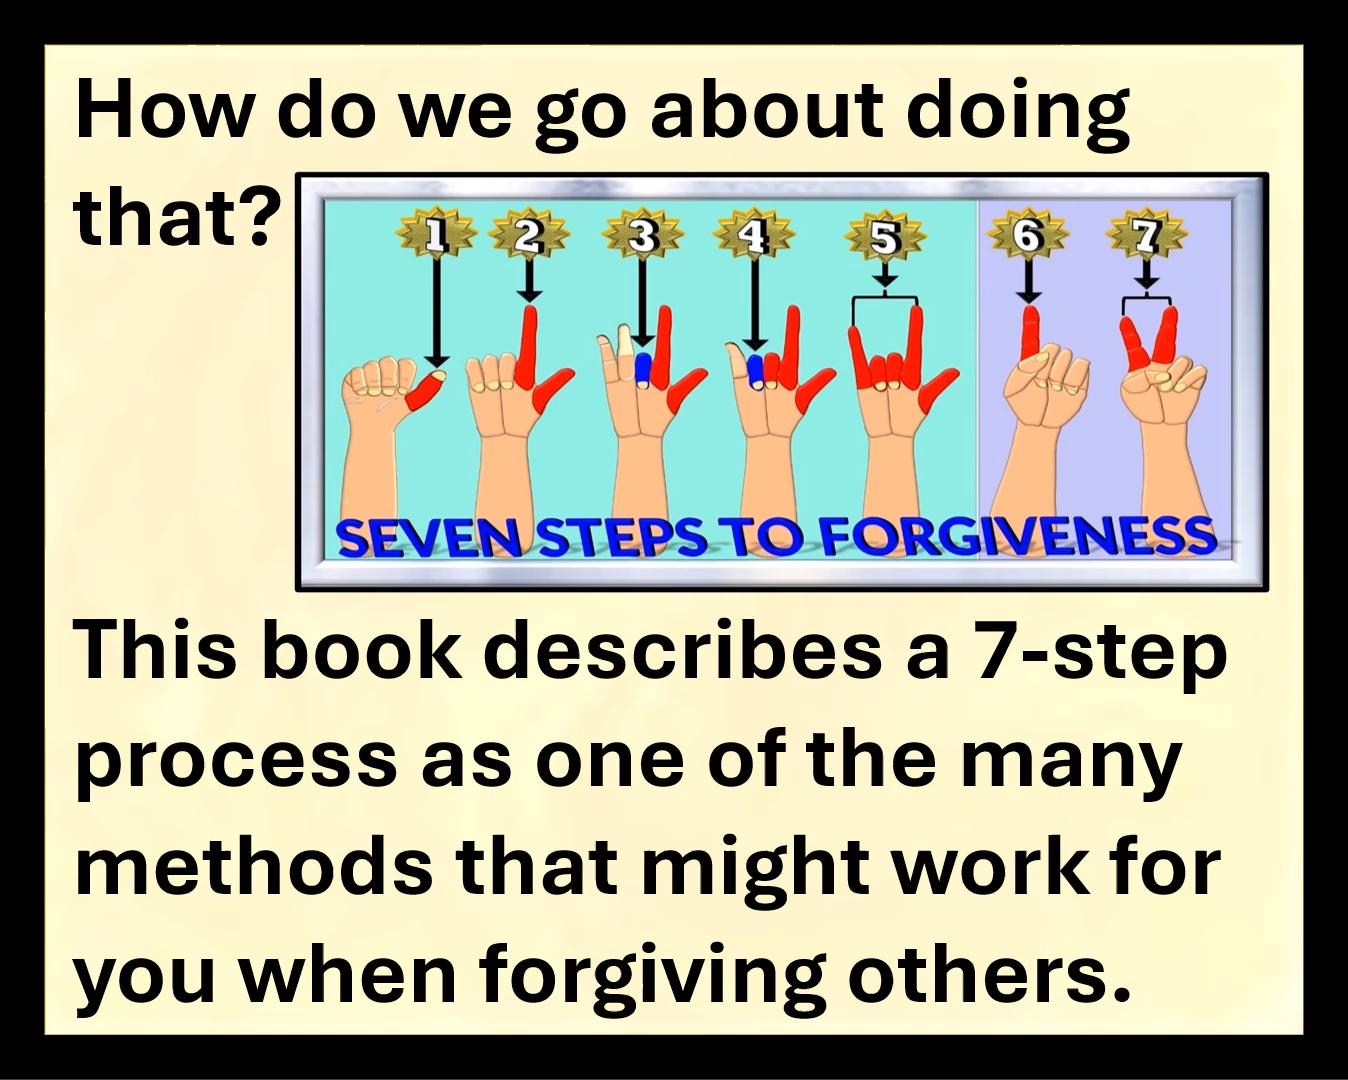 How do we go about doing
that?
1 2 3 4 5 6 7
SEVEN STEPS TO FORGIVENESS
This book describes a 7-step
process as one of the many
methods that might work for
you when forgiving others.